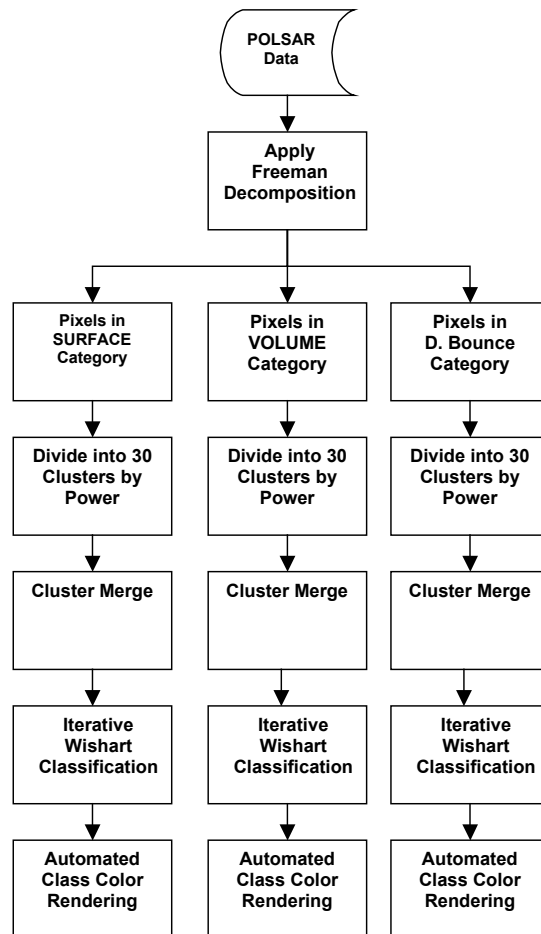 POLSAR
Data
Apply
Freeman
Decomposition
Pixels in
SURFACE
Category
Pixels in
VOLUME
Category
Pixels in
D. Bounce
Category
Divide into 30
Clusters by
Power
Divide into 30
Clusters by
Power
Divide into 30
Clusters by
Power
Cluster Merge
Cluster Merge
Cluster Merge
Iterative
Wishart
Classification
Iterative
Wishart
Classification
Iterative
Wishart
Classification
Automated
Class Color
Rendering
Automated
Class Color
Rendering
Automated
Class Color
Rendering